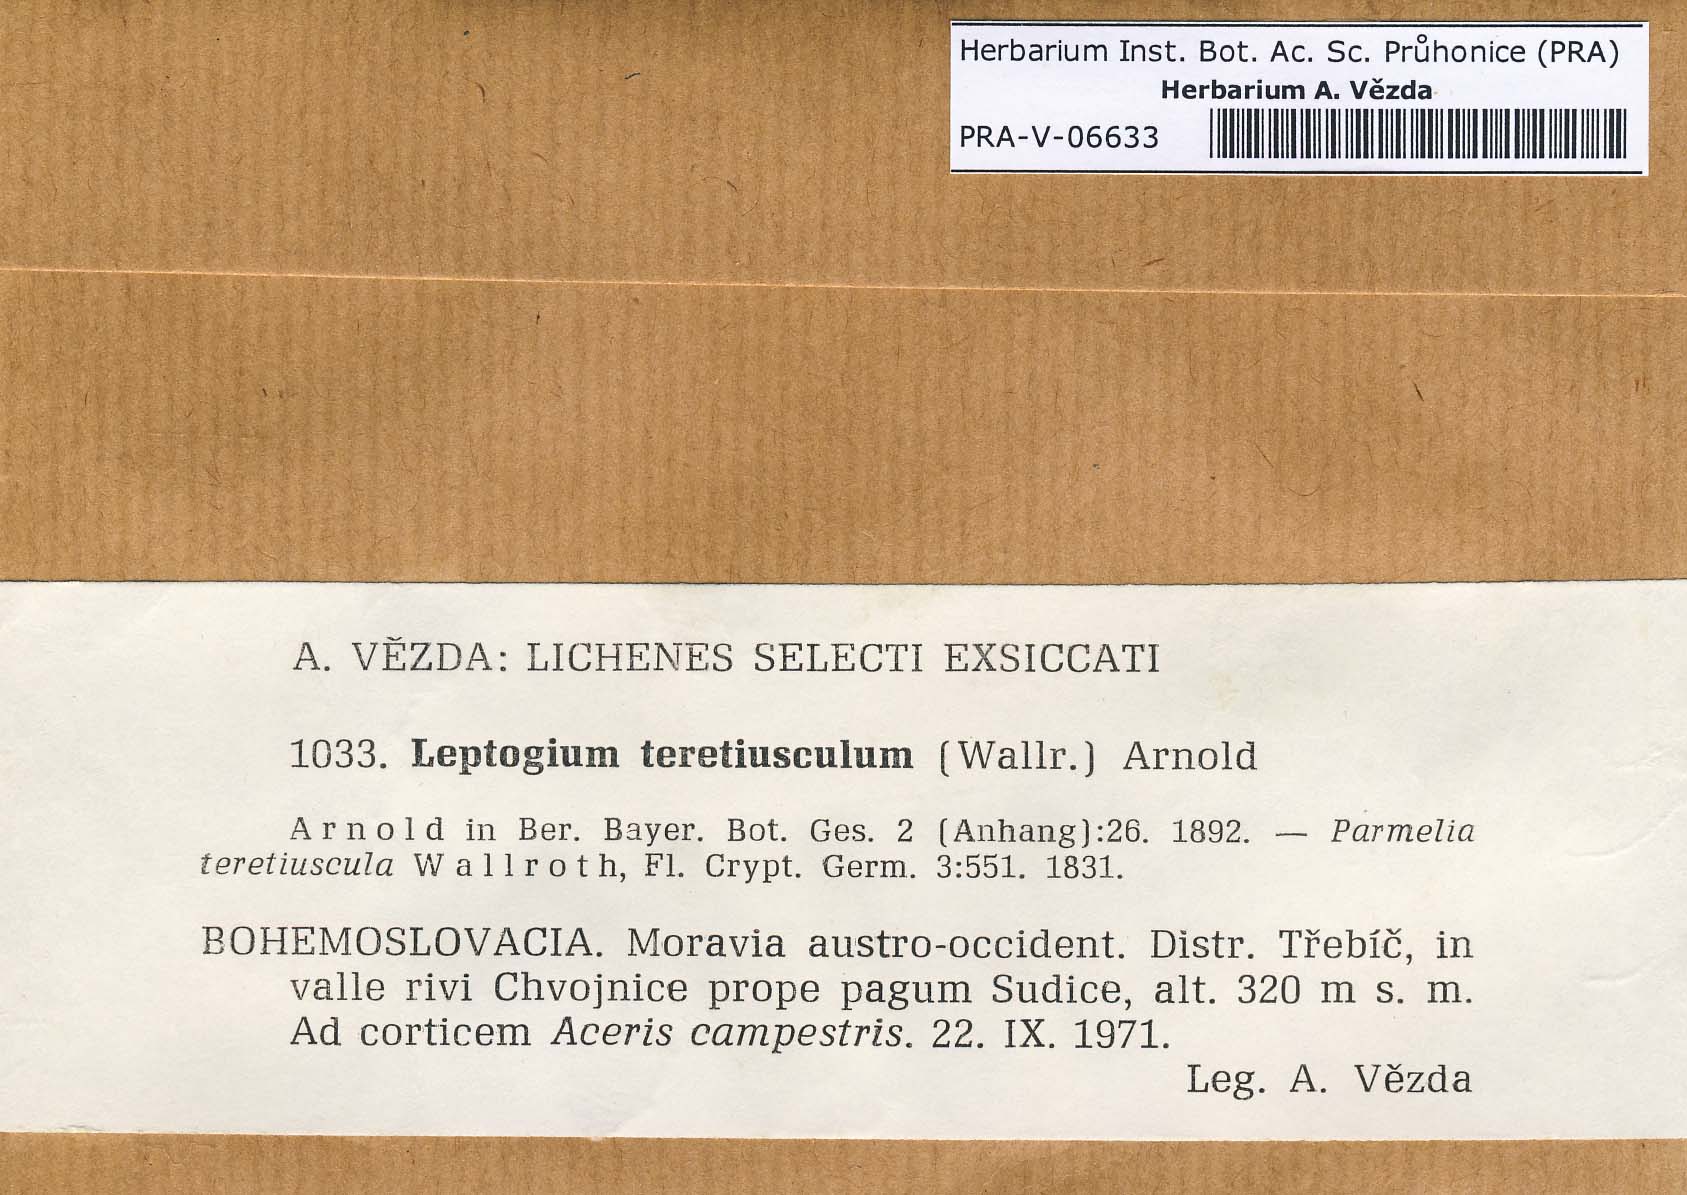 Herbarium Inst. Bot. Ac. Sc. Průhonice (PRA)
Herbarium A. Vězda
PRA-V-06633
A. VĚZDA: LICHENES SELECTI EXSICCATI
1033. Leptogium teretiusculum (Wallr.) Arnold
Arnold in Ber. Bayer. Bot. Ges. 2 (Anhang):26. 1892. — Parmelia
teretiuscula Wallroth, Fl. Crypt. Germ. 3:551. 1831.
BOHEMOSLOVACIA. Moravia austro-occident. Distr. Třebíč, in
valle rivi Chvojnice prope pagum Sudice, alt. 320 m s. m.
Ad corticem Aceris campestris. 22. IX. 1971.
Leg. A. Vězda